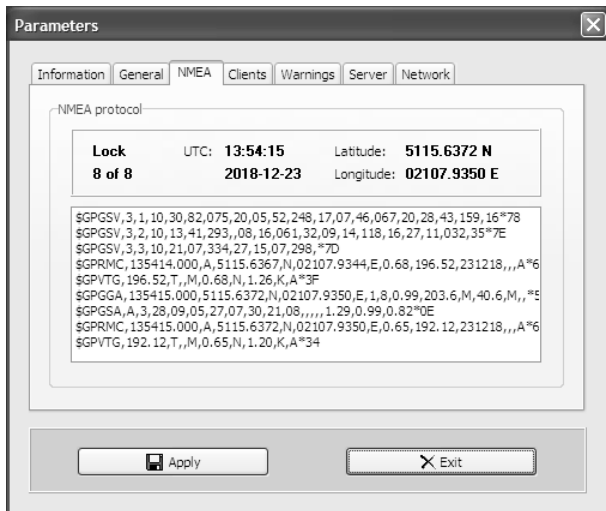 Parameters
Information General NMEA Clients Warnings Server Network
NMEA protocol
Lock UTC: 13:54:15 Latitude: 5115.6372 N
8 of 8 2018-12-23 Longitude: 02107.9350 E
$GPGSV,3,1,10,30,82,075,20,05,52,248,17,07,46,067,20,28,43,159,16*78
$GPGSV,3,2,10,13,41,293,,08,16,061,32,09,14,118,16,27,11,032,35*7E
$GPGSV,3,3,10,21,07,334,27,15,07,298,*7D
$GPRMC,135414.000,A,5115.6367,N,02107.9344,E,0.68,196.52,231218,,,A*6
$GPVTG,196.52,T,,M,0.68,N,1.26,K,A*3F
$GPGGA,135415.000,5115.6372,N,02107.9350,E,1,8,0.99,203.6,M,40.6,M,,*5
$GPGSA,A,3,28,09,05,27,07,30,21,08,,,,,1.29,0.99,0.82*0E
$GPRMC,135415.000,A,5115.6372,N,02107.9350,E,0.65,192.12,231218,,,A*6
$GPVTG,192.12,T,,M,0.65,N,1.20,K,A*34
Apply Exit